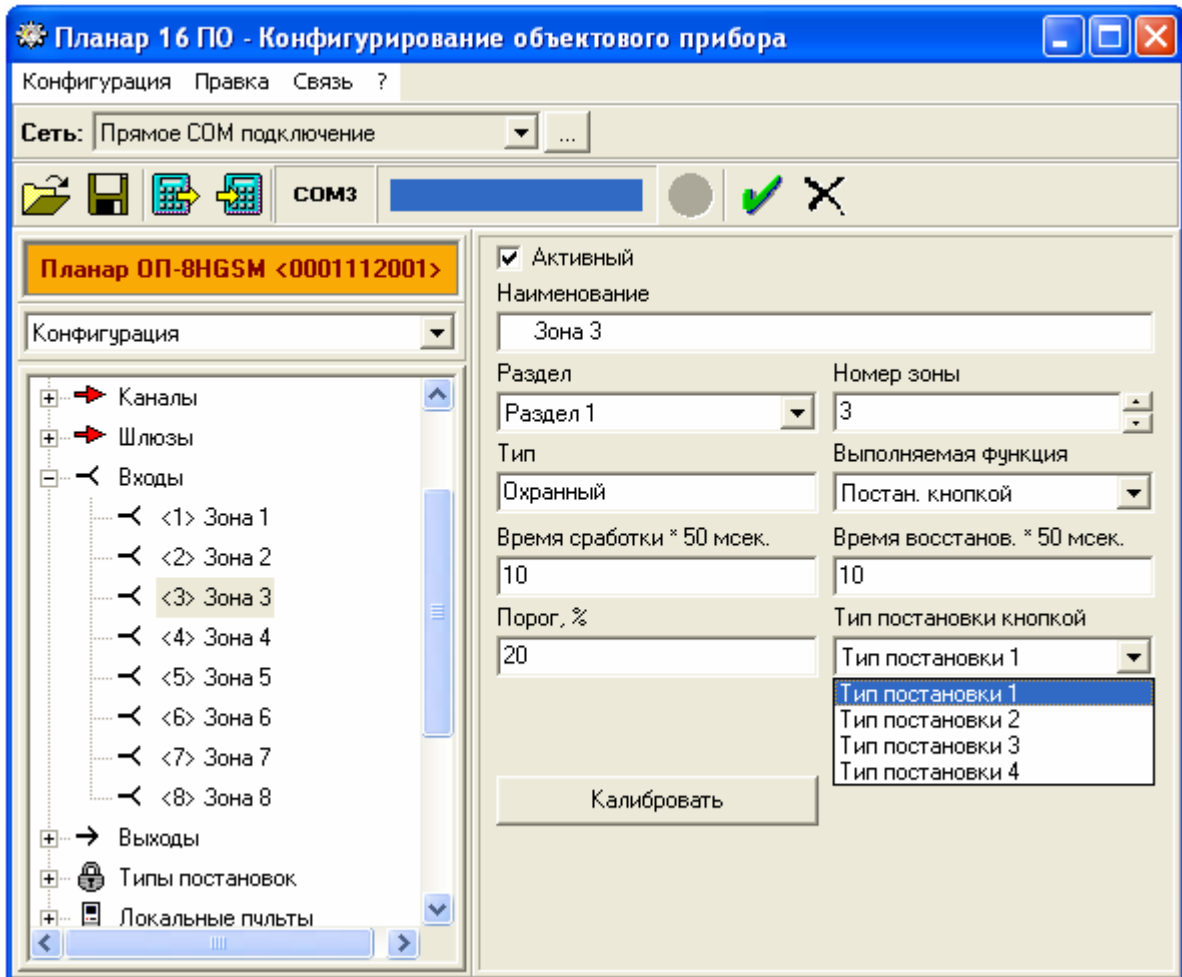 Планар 16 ПО - Конфигурирование объектового прибора
Конфигурация Правка Связь ?
Сеть: Прямое COM подключение ...
COM3
Планар ОП-8HGSM <0001112001>
Конфигурация
Каналы
Шлюзы
Входы
<1> Зона 1
<2> Зона 2
<3> Зона 3
<4> Зона 4
<5> Зона 5
<6> Зона 6
<7> Зона 7
<8> Зона 8
Выходы
Типы постановок
Локальные пульты
Активный
Наименование
Зона 3
Раздел Номер зоны
Раздел 1 3
Тип Выполняемая функция
Охранный Постан. кнопкой
Время сработки * 50 мсек. Время восстанов. * 50 мсек.
10 10
Порог, % Тип постановки кнопкой
20 Тип постановки 1
Тип постановки 1
Тип постановки 2
Тип постановки 3
Тип постановки 4
Калибровать